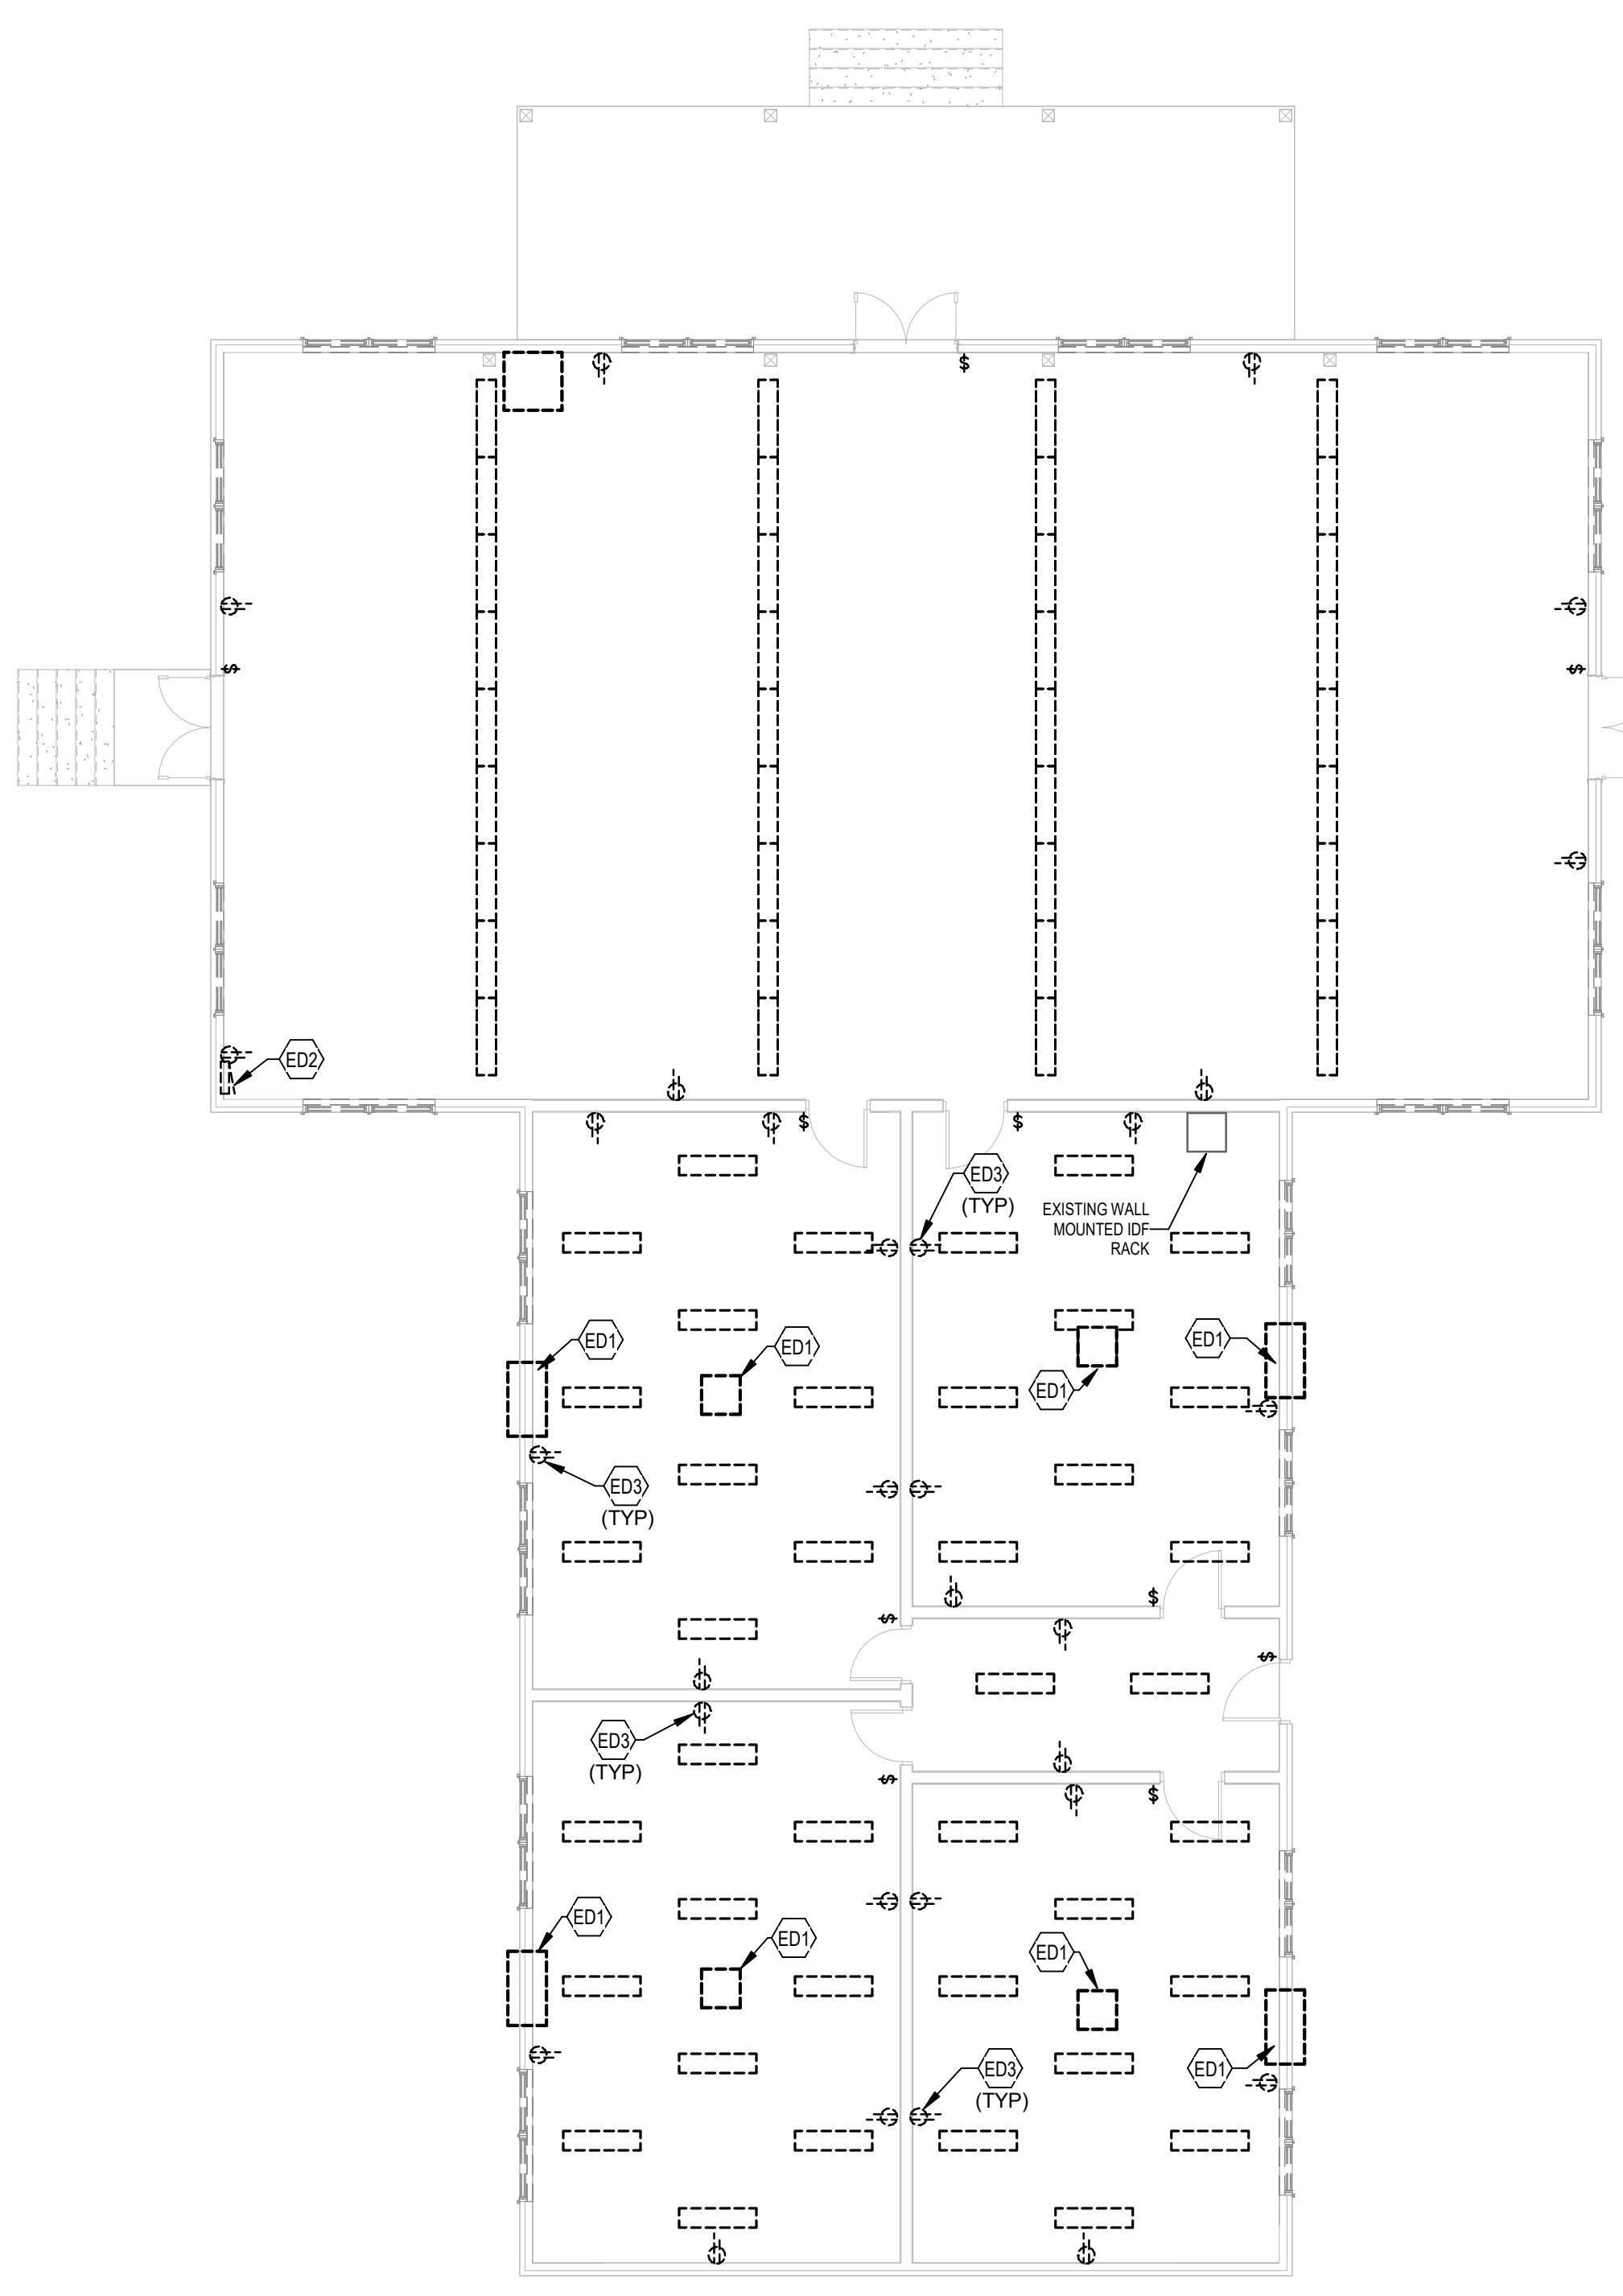 $
$
$
ED2
$
$
ED3
(TYP)
EXISTING WALL
MOUNTED IDF
RACK
ED1
ED1
ED1
ED1
ED3
(TYP)
$
$
$
ED3
(TYP)
$
$
ED1
ED1
ED1
ED3
(TYP)
ED1